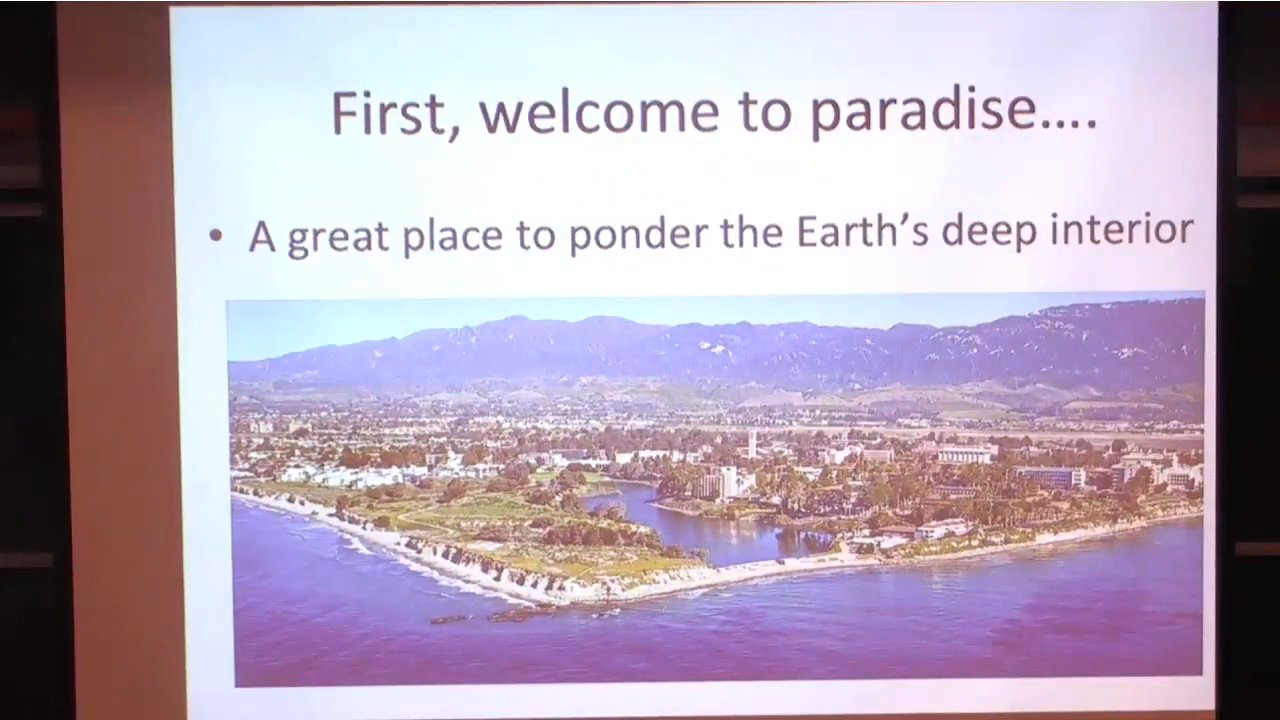 First, welcome to paradise....
• A great place to ponder the Earth's deep interior